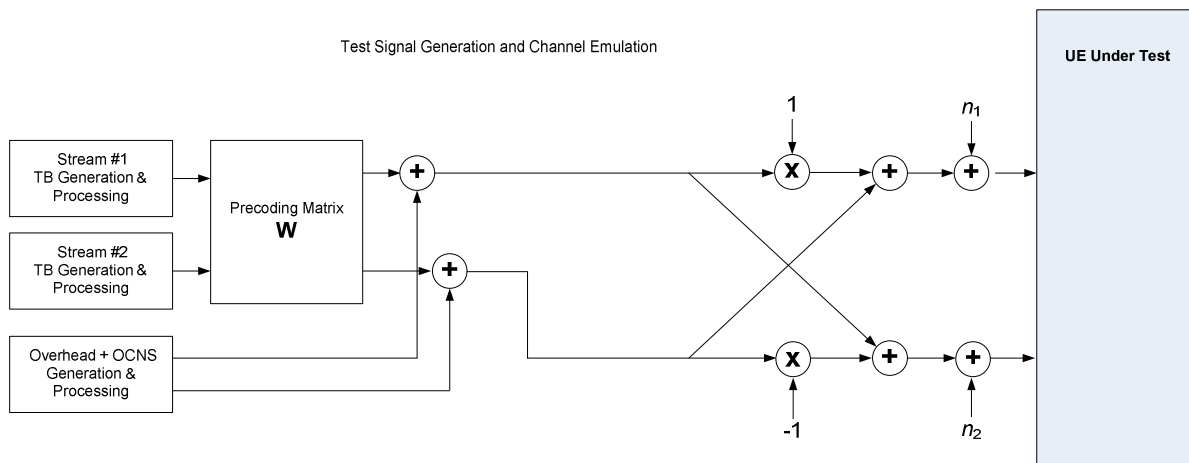 Test Signal Generation and Channel Emulation
UE Under Test
Stream #1
TB Generation &
Processing
Stream #2
TB Generation &
Processing
Overhead + OCNS
Generation &
Processing
Precoding Matrix
W
+
+
1
x
+
n1
+
x
-1
+
+
n2